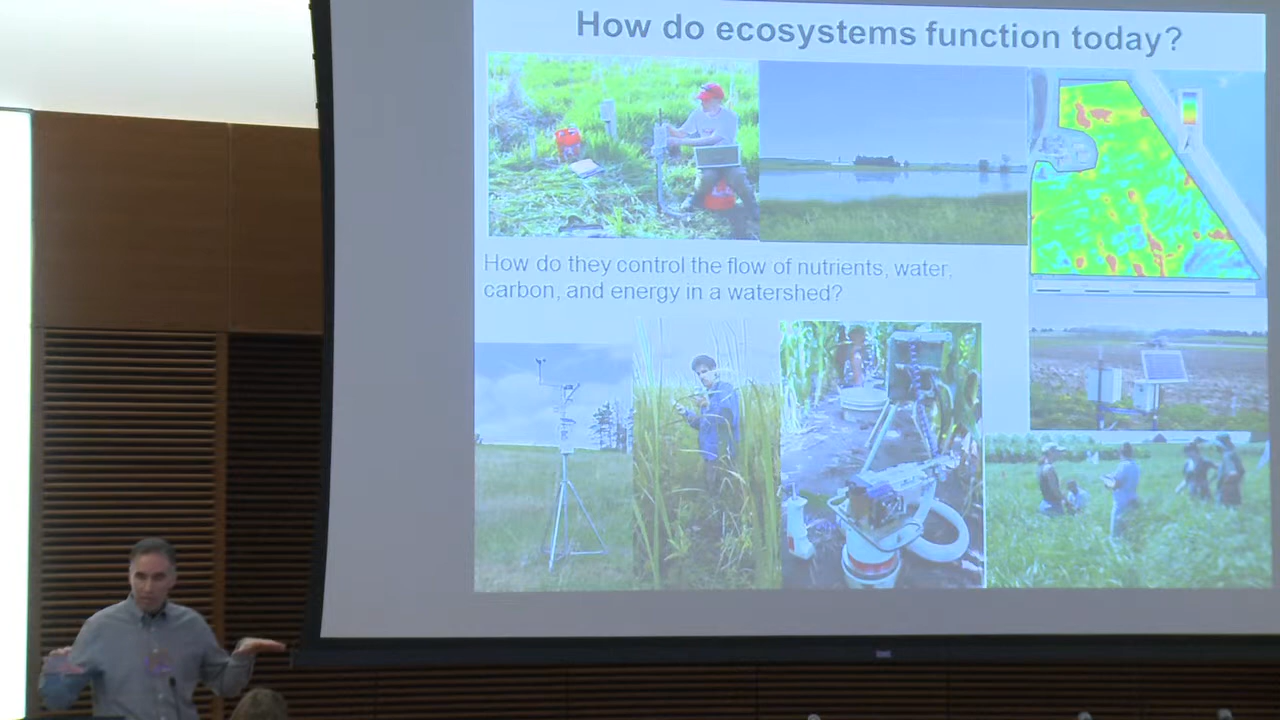 How do ecosystems function today?
How do they control the flow of nutrients, water,
carbon, and energy in a watershed?